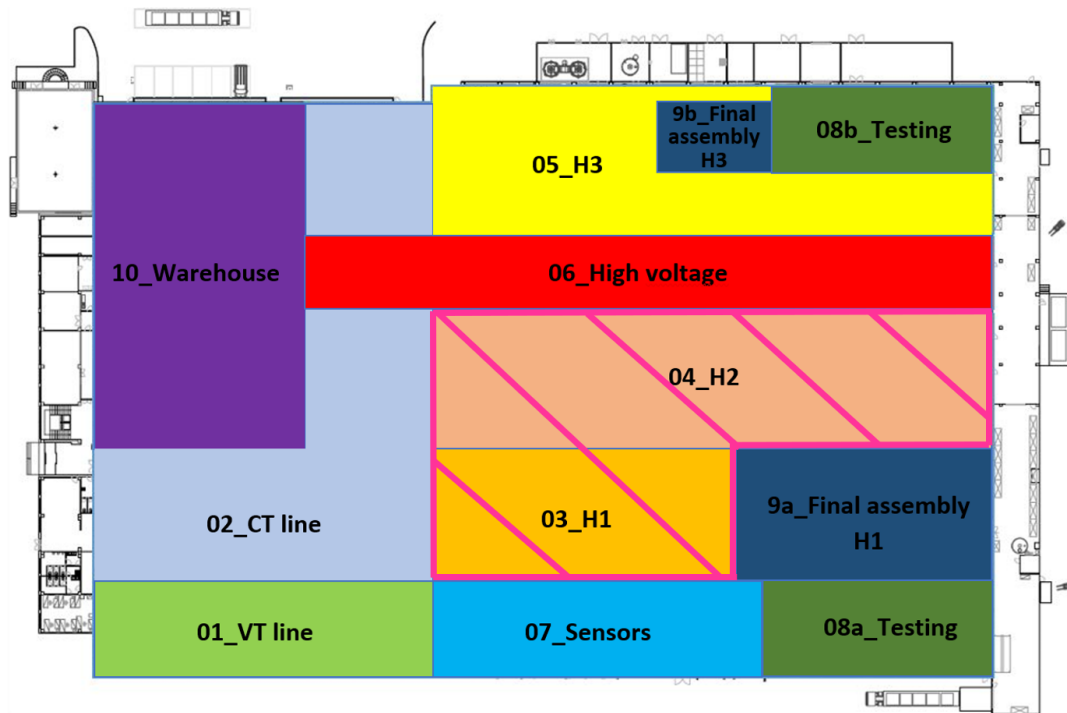 9b_Final
assembly
H3
08b_Testing
05_H3
10_Warehouse
06_High voltage
04_H2
02_CT line
03_H1
9a_Final assembly
H1
01_VT line
07_Sensors
08a_Testing